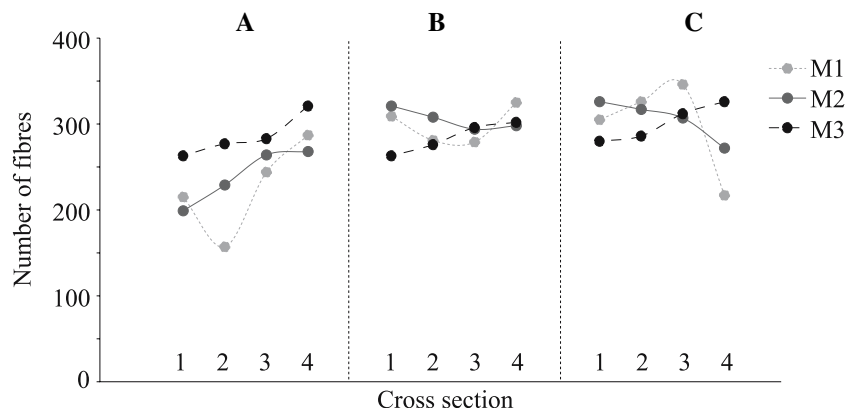 A B C
400
300
200
100
0
Number of fibres
1 2 3 4 1 2 3 4 1 2 3 4
Cross section
M1
M2
M3